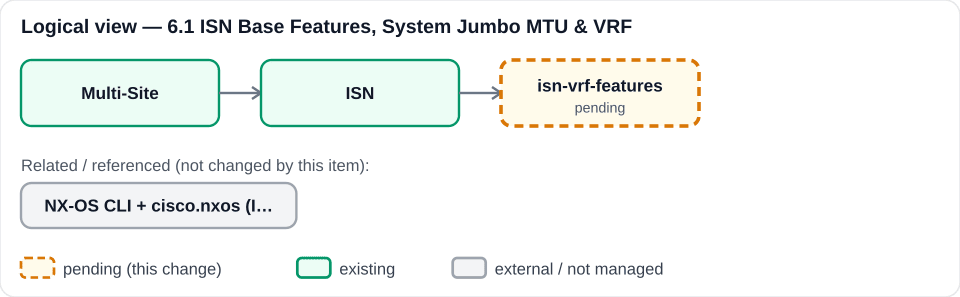 Logical view — 6.1 ISN Base Features, System Jumbo MTU & VRF
Multi-Site
ISN
isn-vrf-features
pending
Related / referenced (not changed by this item):
NX-OS CLI + cisco.nxos (I…
pending (this change)
existing
external / not managed